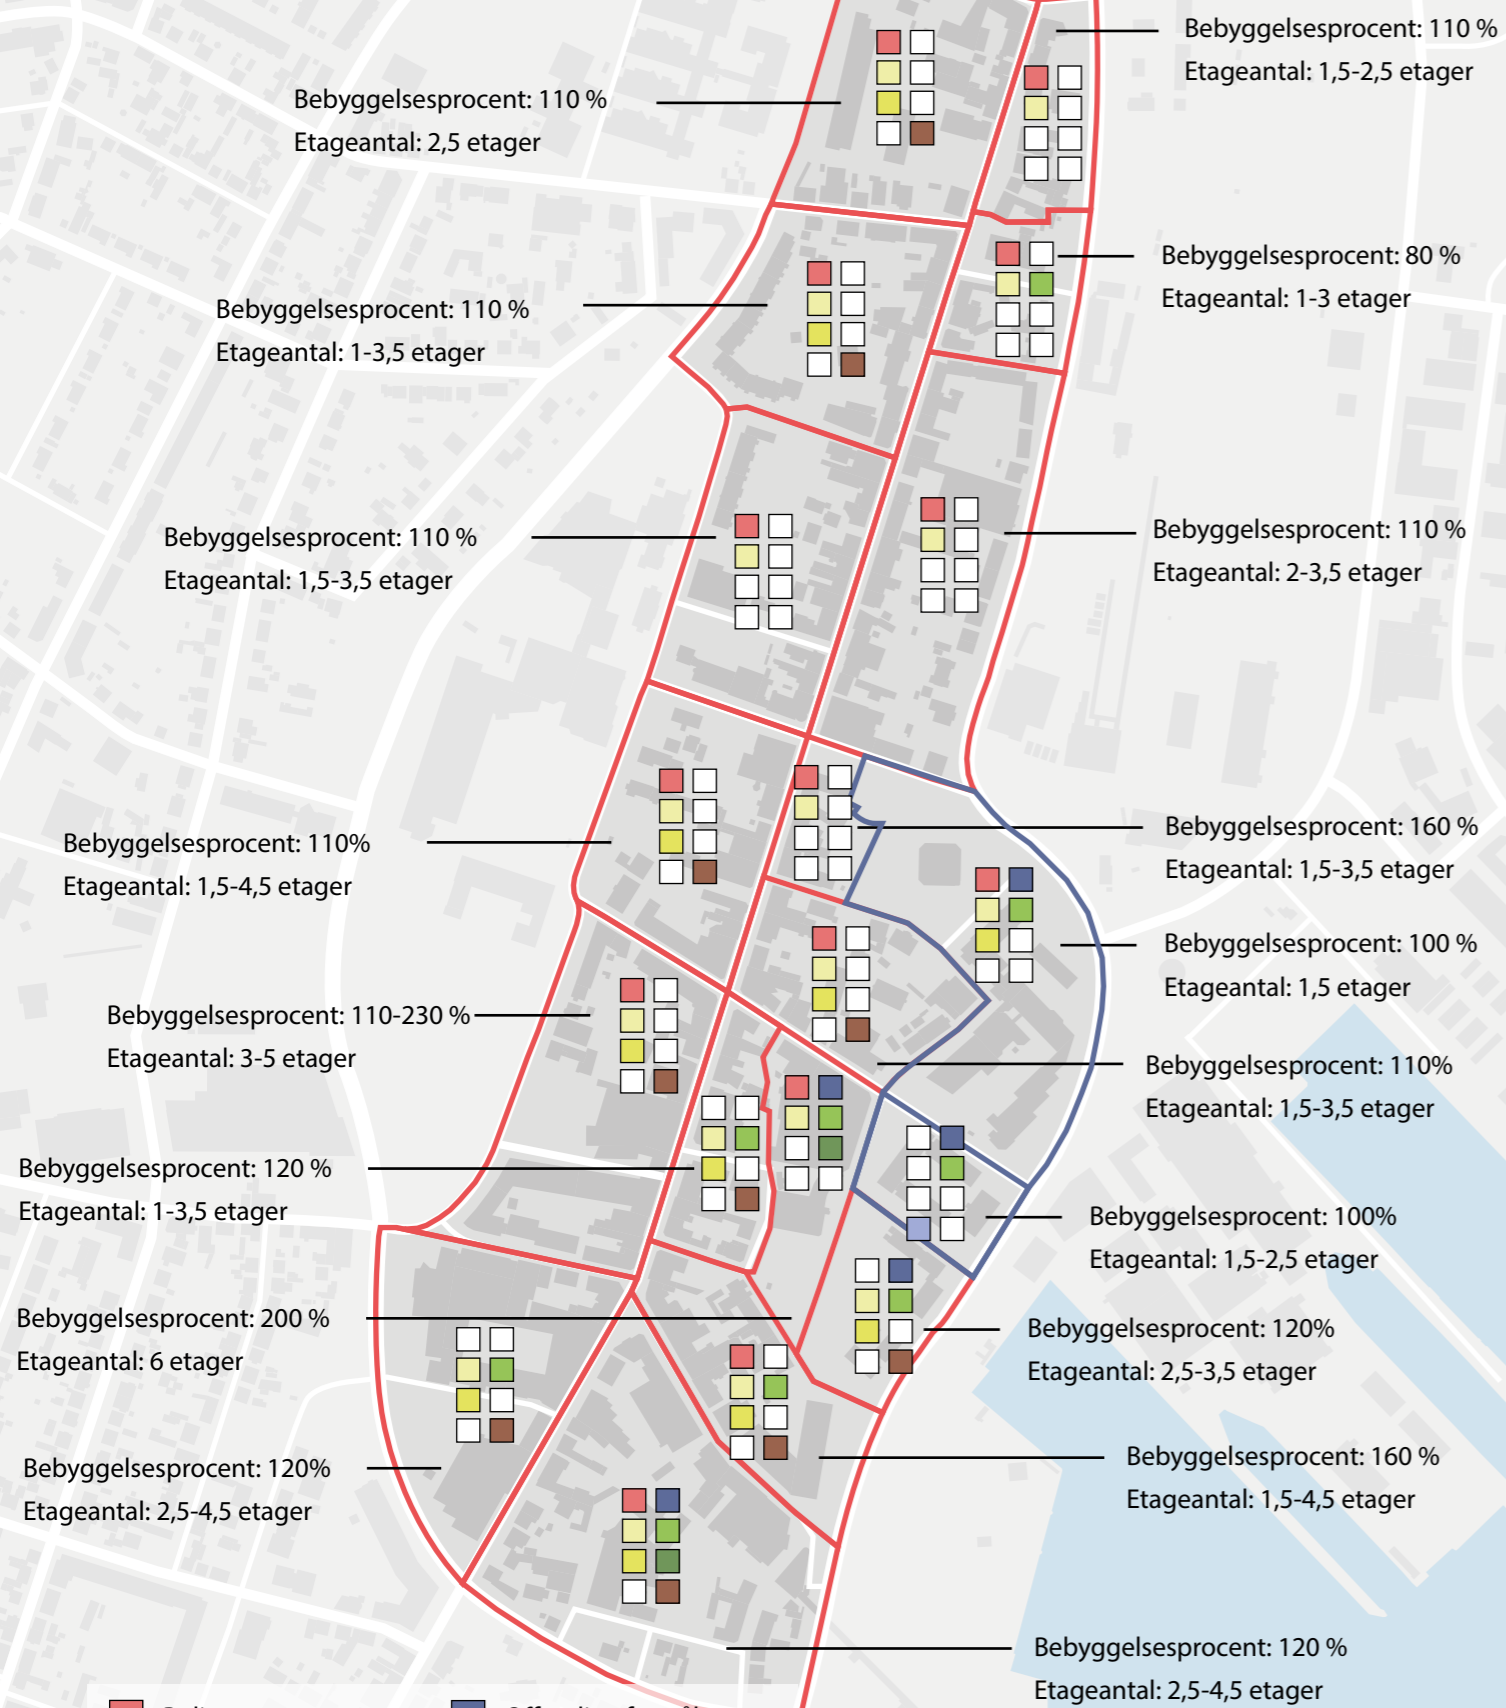 Bebyggelsesprocent: 110 %
Etageantal: 1,5-2,5 etager
Bebyggelsesprocent: 110 %
Etageantal: 2,5 etager
Bebyggelsesprocent: 80 %
Etageantal: 1-3 etager
Bebyggelsesprocent: 110 %
Etageantal: 1-3,5 etager
Bebyggelsesprocent: 110 %
Etageantal: 2-3,5 etager
Bebyggelsesprocent: 110 %
Etageantal: 1,5-3,5 etager
Bebyggelsesprocent: 160 %
Etageantal: 1,5-3,5 etager
Bebyggelsesprocent: 110%
Etageantal: 1,5-4,5 etager
Bebyggelsesprocent: 100 %
Etageantal: 1,5 etager
Bebyggelsesprocent: 110-230 %
Etageantal: 3-5 etager
Bebyggelsesprocent: 110%
Etageantal: 1,5-3,5 etager
Bebyggelsesprocent: 120 %
Etageantal: 1-3,5 etager
Bebyggelsesprocent: 100%
Etageantal: 1,5-2,5 etager
Bebyggelsesprocent: 200 %
Etageantal: 6 etager
Bebyggelsesprocent: 120%
Etageantal: 2,5-3,5 etager
Bebyggelsesprocent: 120%
Etageantal: 2,5-4,5 etager
Bebyggelsesprocent: 160 %
Etageantal: 1,5-4,5 etager
Bebyggelsesprocent: 120 %
Etageantal: 2,5-4,5 etager